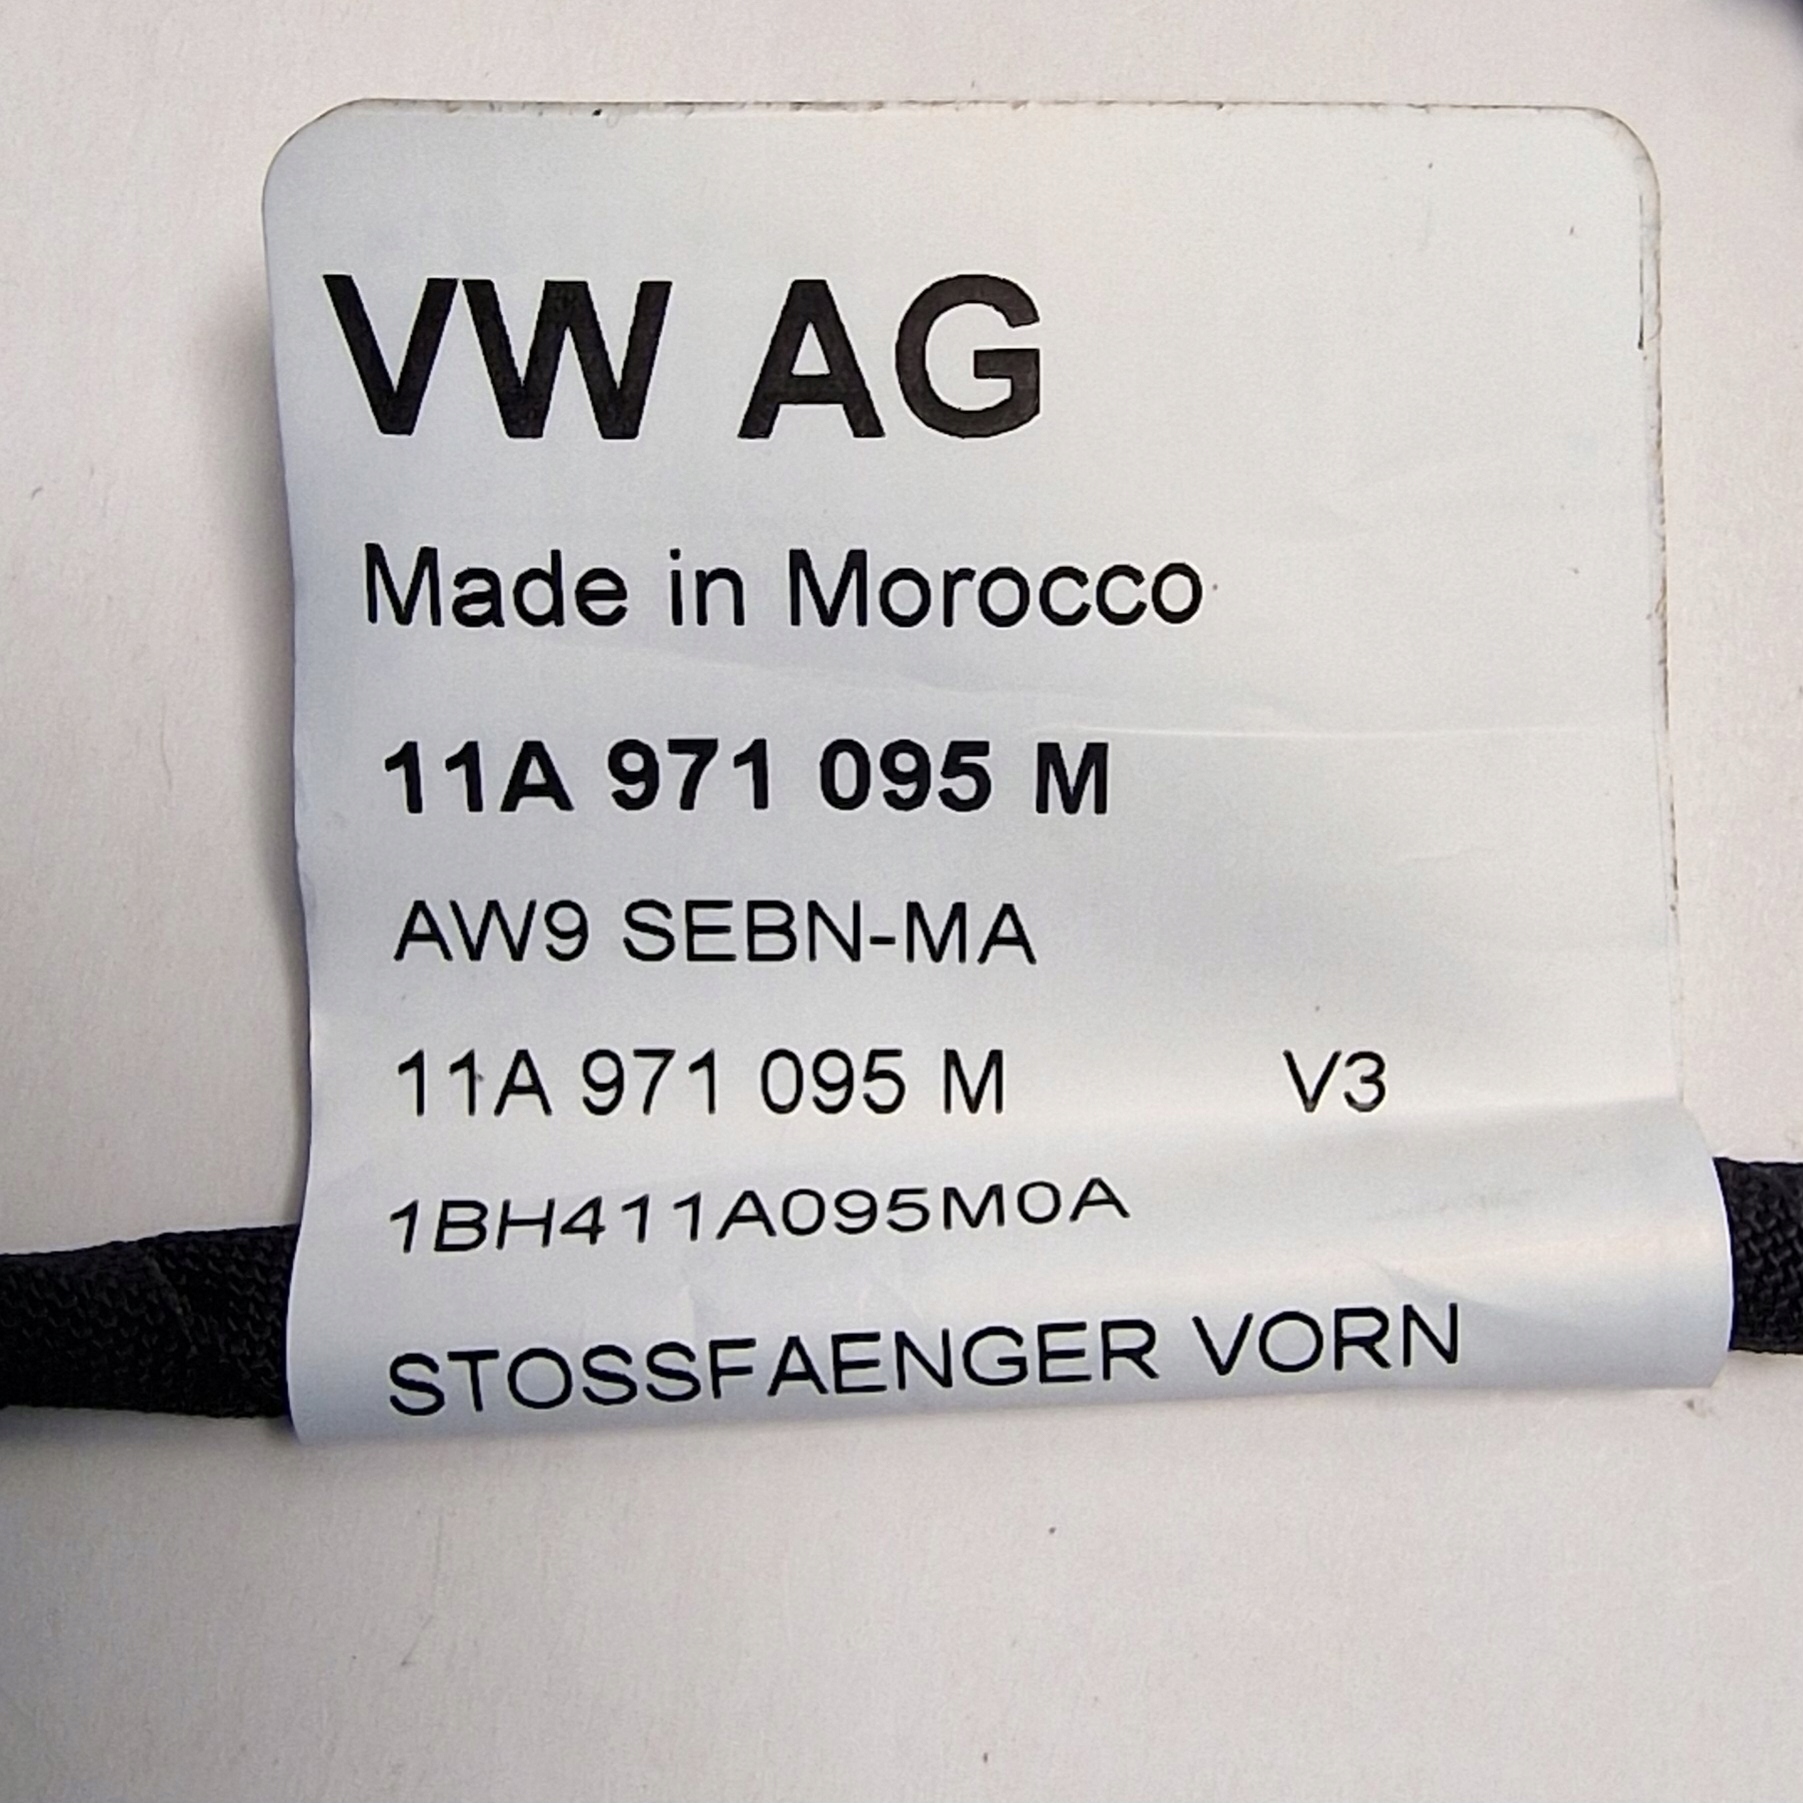 VW AG
Made in Morocco
11A 971 095 M
AW9 SEBN-MA
11A 971 095 M V3
1BH411A095M0A
STOSSFAENGER VORN